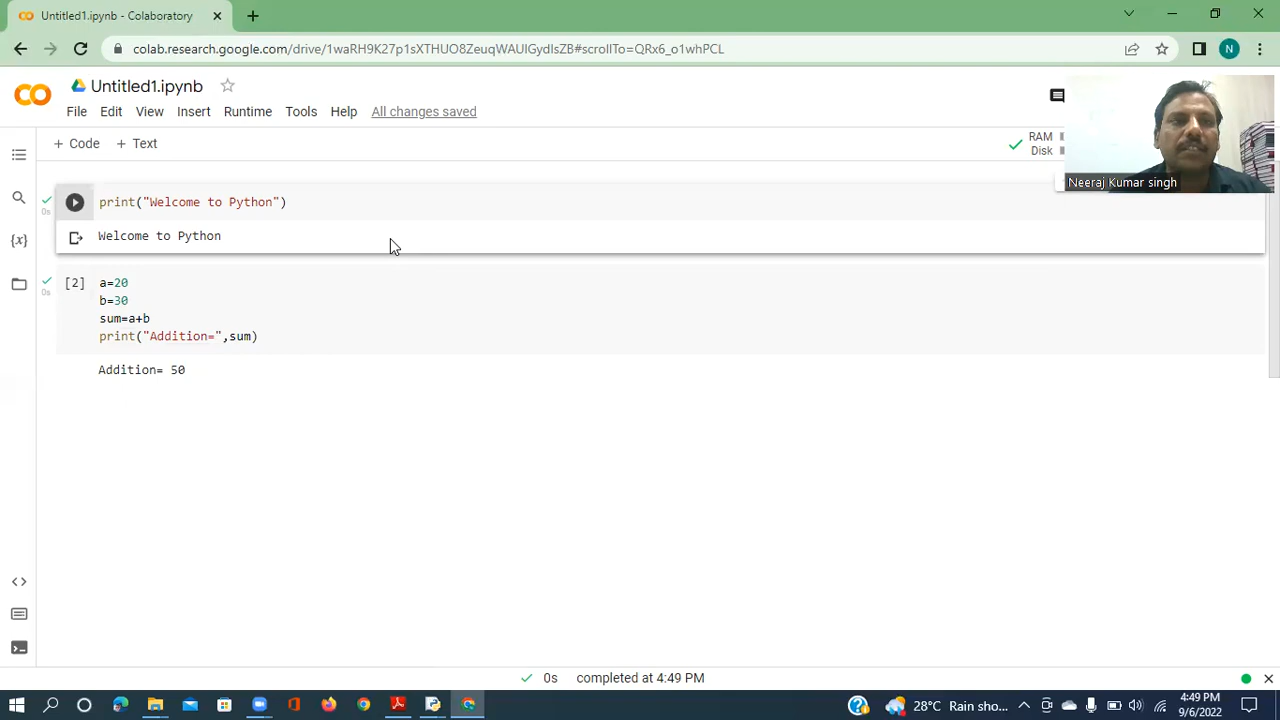 Untitled1.ipynb - Colaboratory
colab.research.google.com/drive/1waRH9K27p1sXTHUO8ZeuqWAUIGydlsZB#scrollTo=QRx6_o1whPCL
N
Untitled1.ipynb
File Edit View Insert Runtime Tools Help All changes saved
+ Code + Text
RAM
Disk
Neeraj Kumar singh
print("Welcome to Python")
0s
Welcome to Python
{x}
[2] a=20
0s
b=30
sum=a+b
print("Addition=",sum)
Addition= 50
0s completed at 4:49 PM
28°C Rain sho...
4:49 PM
9/6/2022